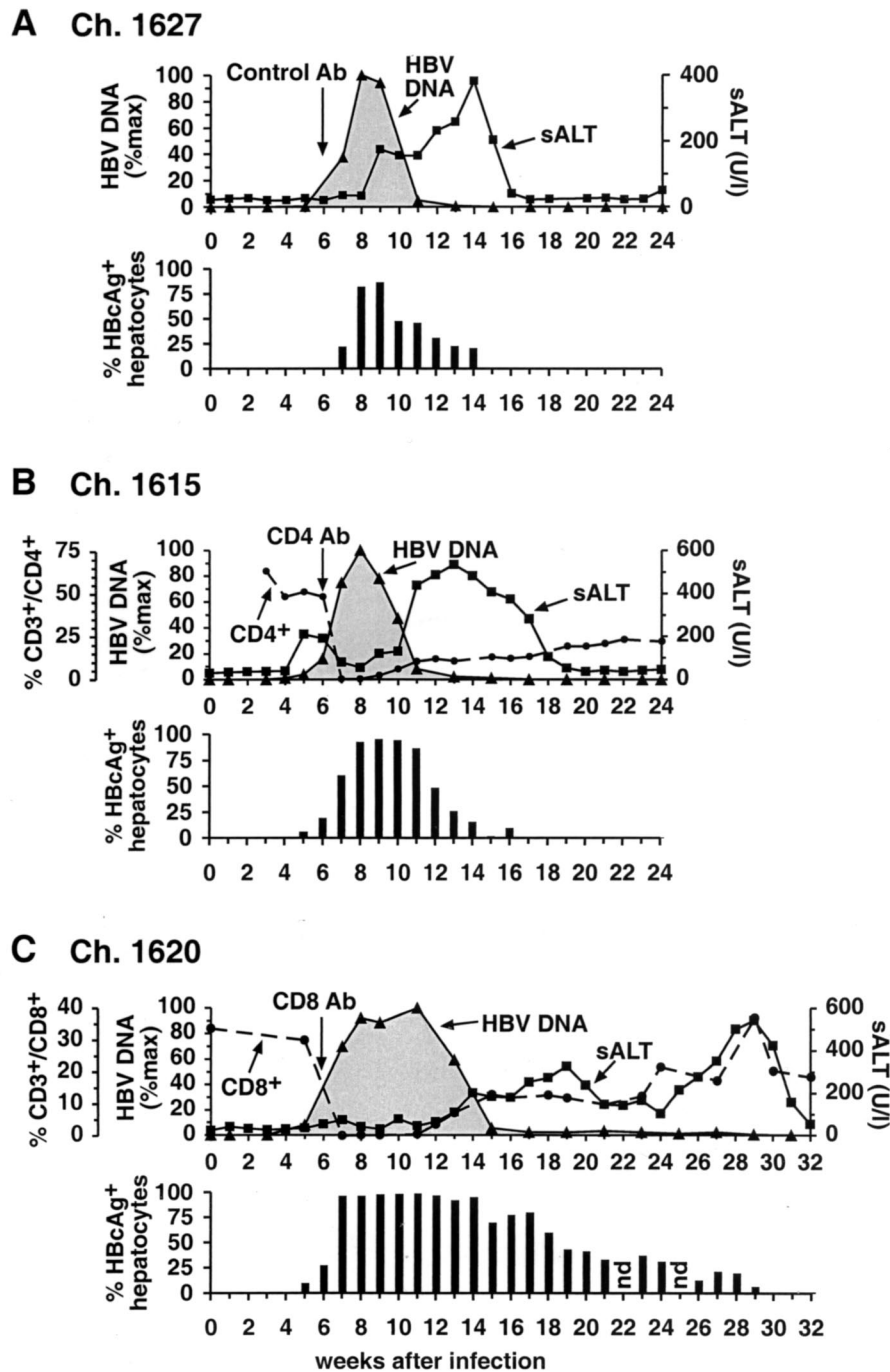 A Ch. 1627
Control Ab
HBV DNA
sALT
HBV DNA (%max)
100
80
60
40
20
0
sALT (U/l)
400
200
0
0 2 4 6 8 10 12 14 16 18 20 22 24
% HBcAg+ hepatocytes
100
75
50
25
0
0 2 4 6 8 10 12 14 16 18 20 22 24
B Ch. 1615
CD4 Ab
HBV DNA
CD4+
sALT
% CD3+/CD4+
75
50
25
0
HBV DNA (%max)
100
80
60
40
20
0
sALT (U/l)
600
400
200
0
0 2 4 6 8 10 12 14 16 18 20 22 24
% HBcAg+ hepatocytes
100
75
50
25
0
0 2 4 6 8 10 12 14 16 18 20 22 24
C Ch. 1620
CD8 Ab
HBV DNA
CD8+
sALT
% CD3+/CD8+
40
30
20
10
0
HBV DNA (%max)
100
80
60
40
20
0
sALT (U/l)
600
400
200
0
0 2 4 6 8 10 12 14 16 18 20 22 24 26 28 30 32
% HBcAg+ hepatocytes
100
75
50
25
0
nd
nd
0 2 4 6 8 10 12 14 16 18 20 22 24 26 28 30 32
weeks after infection